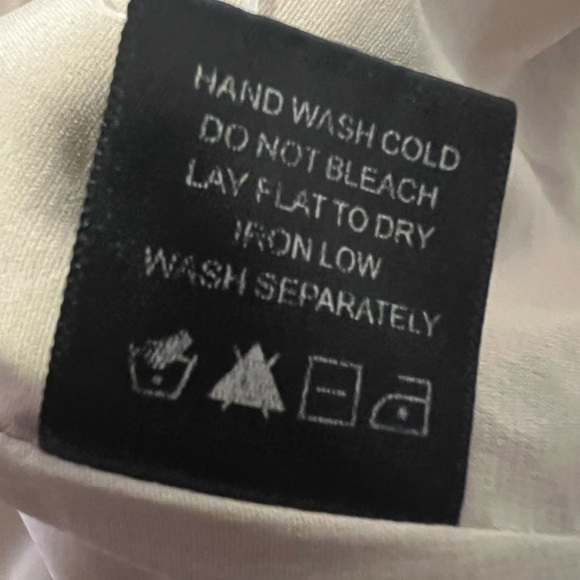 HAND WASH COLD
DO NOT BLEACH
LAY FLAT TO DRY
IRON LOW
WASH SEPARATELY